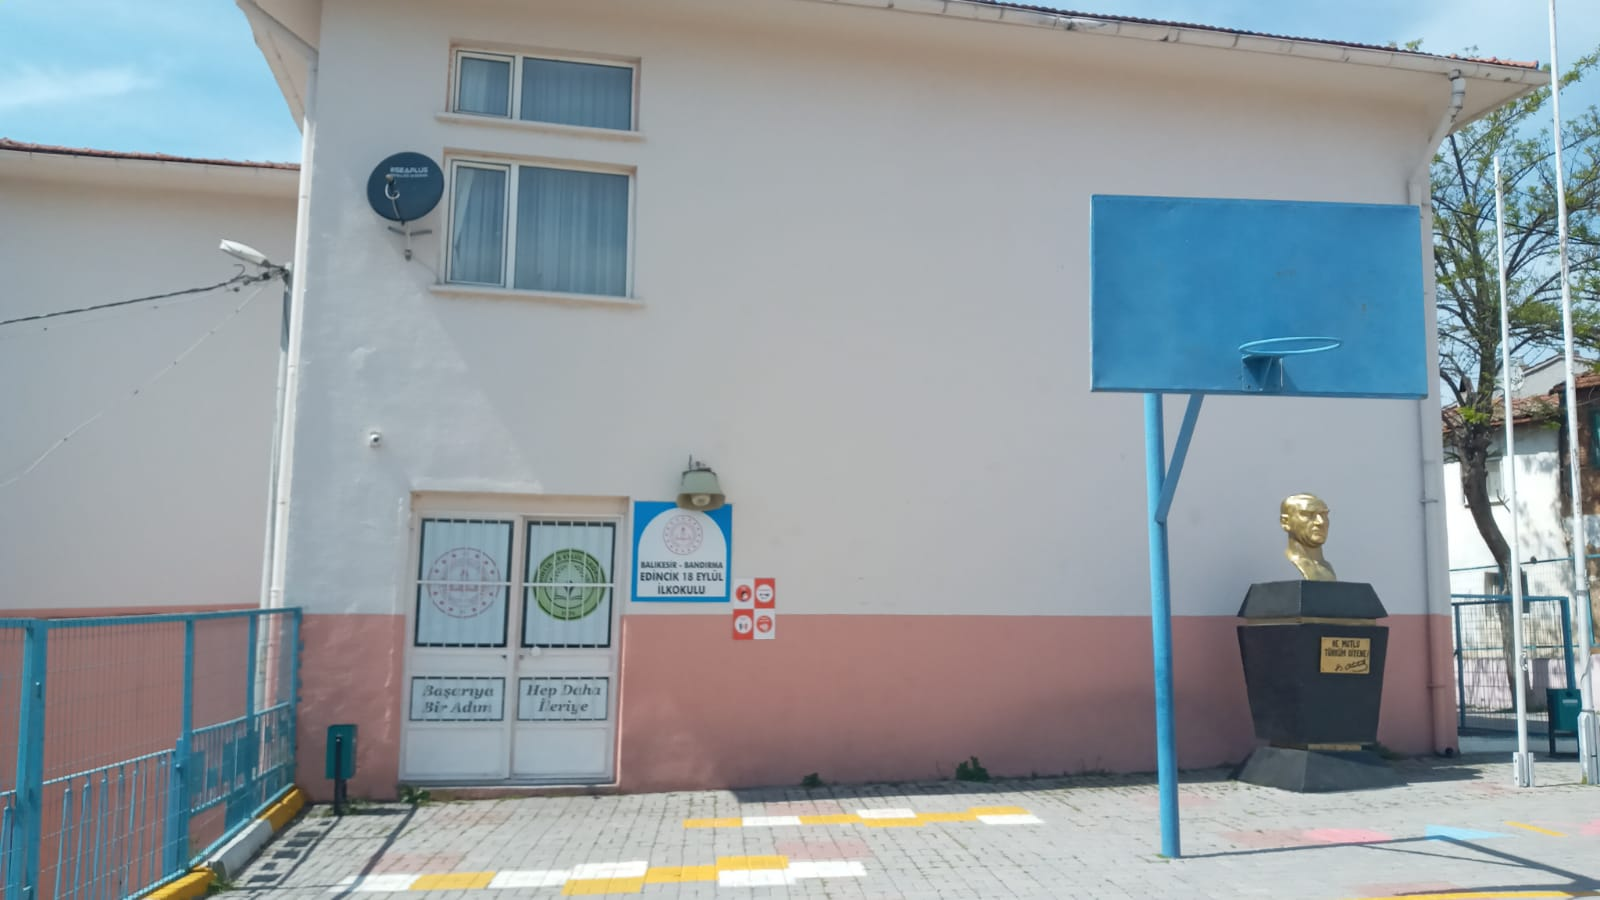 BALIKESİR - BANDIRMA
EDİNCİK 18 EYLÜL
İLKOKULU
Başarıya
Bir Adım
Hep Daha
İleriye
NE MUTLU
TÜRKÜM DİYENE!